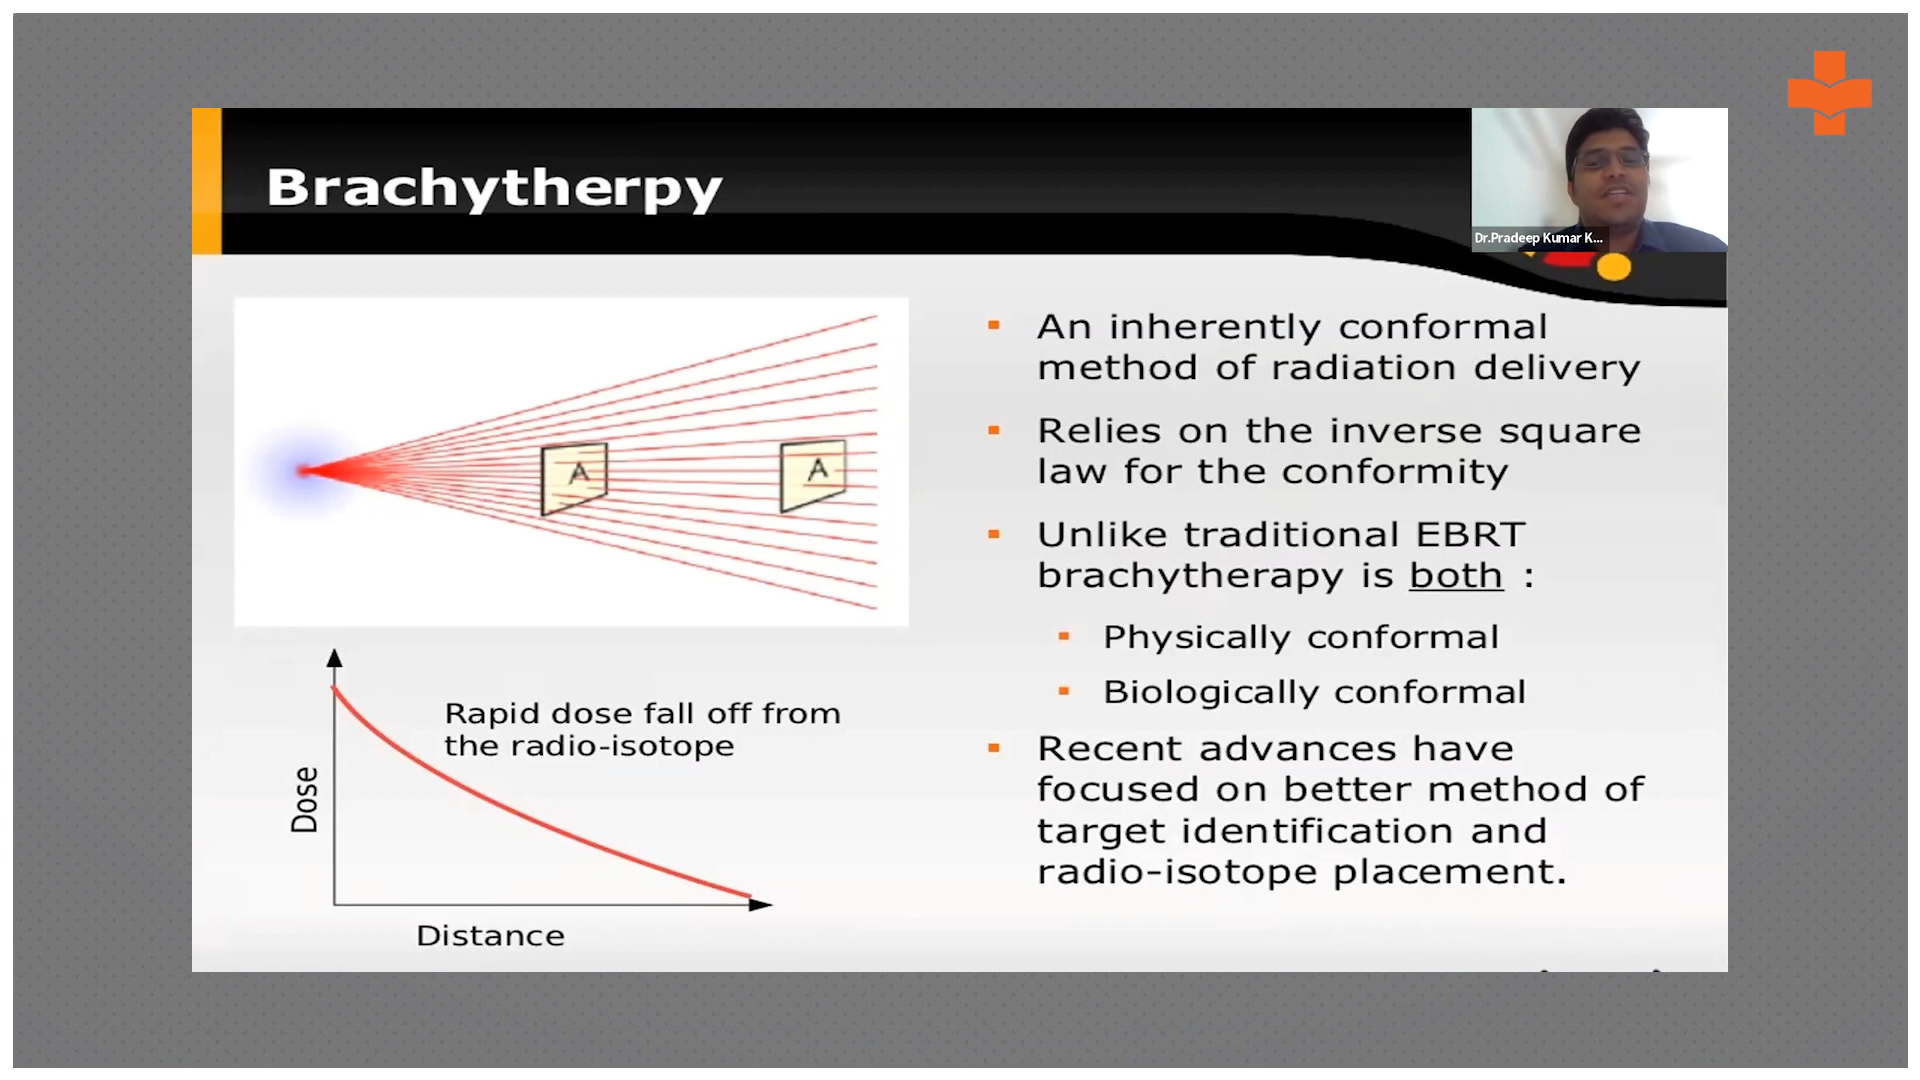 Brachytherpy
Dr.Pradeep Kumar K...
A
A
Dose
Rapid dose fall off from
the radio-isotope
Distance
An inherently conformal
method of radiation delivery
Relies on the inverse square
law for the conformity
Unlike traditional EBRT
brachytherapy is both :
Physically conformal
Biologically conformal
Recent advances have
focused on better method of
target identification and
radio-isotope placement.